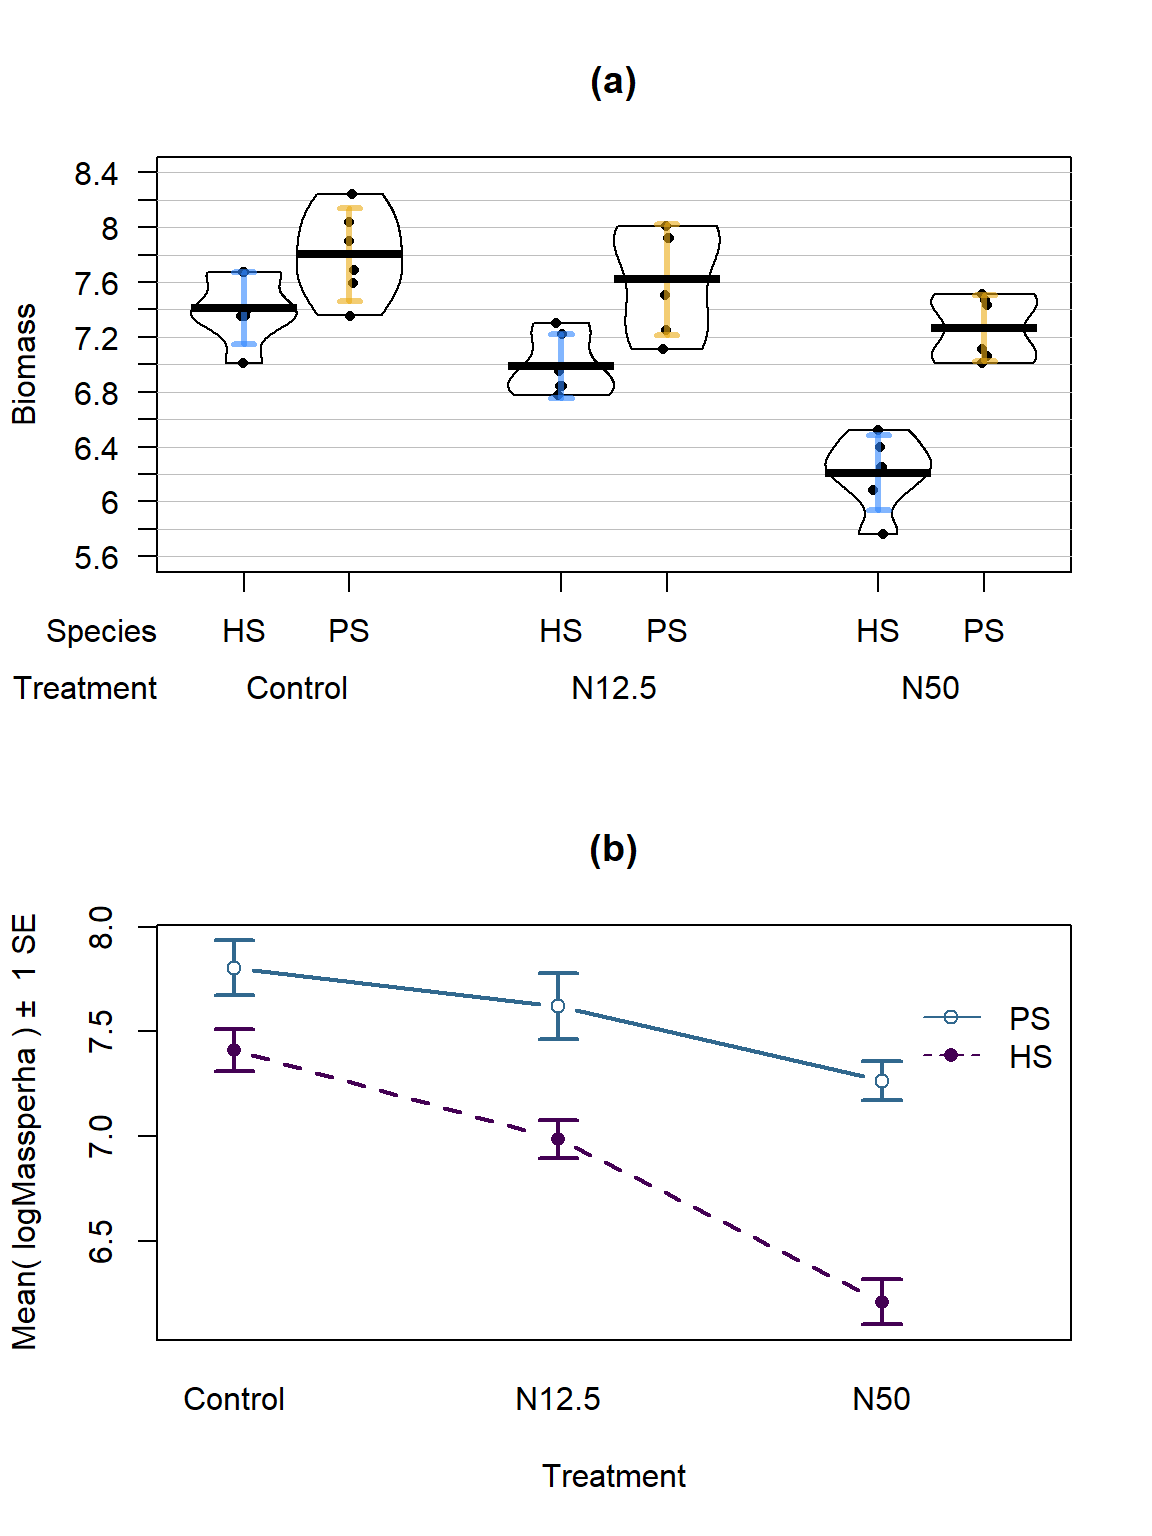 (a)
8.4
8
7.6
7.2
6.8
6.4
6
5.6
Biomass
Species HS PS HS PS HS PS
Treatment Control N12.5 N50
(b)
8.0
7.5
7.0
6.5
Mean( logMassperha ) ± 1 SE
PS
HS
Control N12.5 N50
Treatment